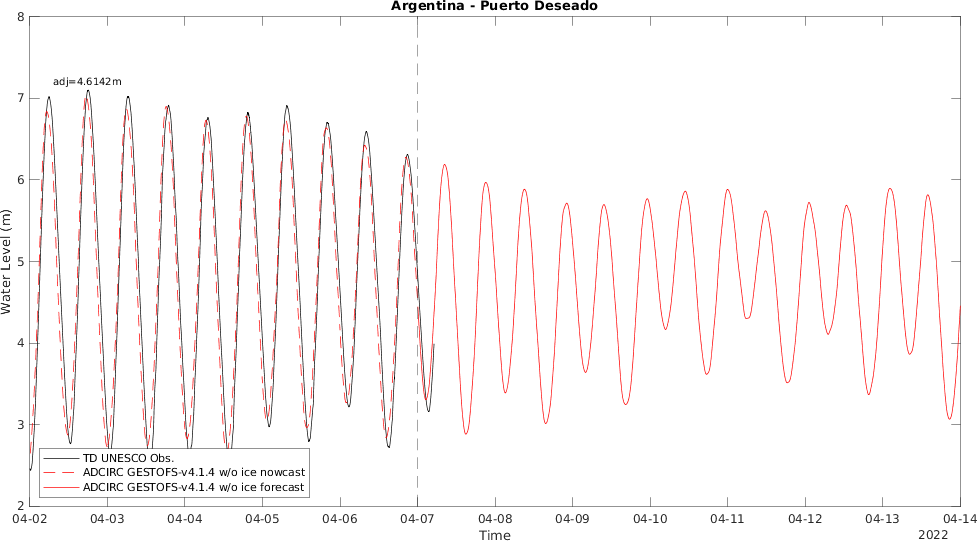 Argentina - Puerto Deseado
8
adj=4.6142m
7
6
5
4
3
2
Water Level (m)
TD UNESCO Obs.
ADCIRC GESTOFS-v4.1.4 w/o ice nowcast
ADCIRC GESTOFS-v4.1.4 w/o ice forecast
04-02 04-03 04-04 04-05 04-06 04-07 04-08 04-09 04-10 04-11 04-12 04-13 04-14
Time
2022